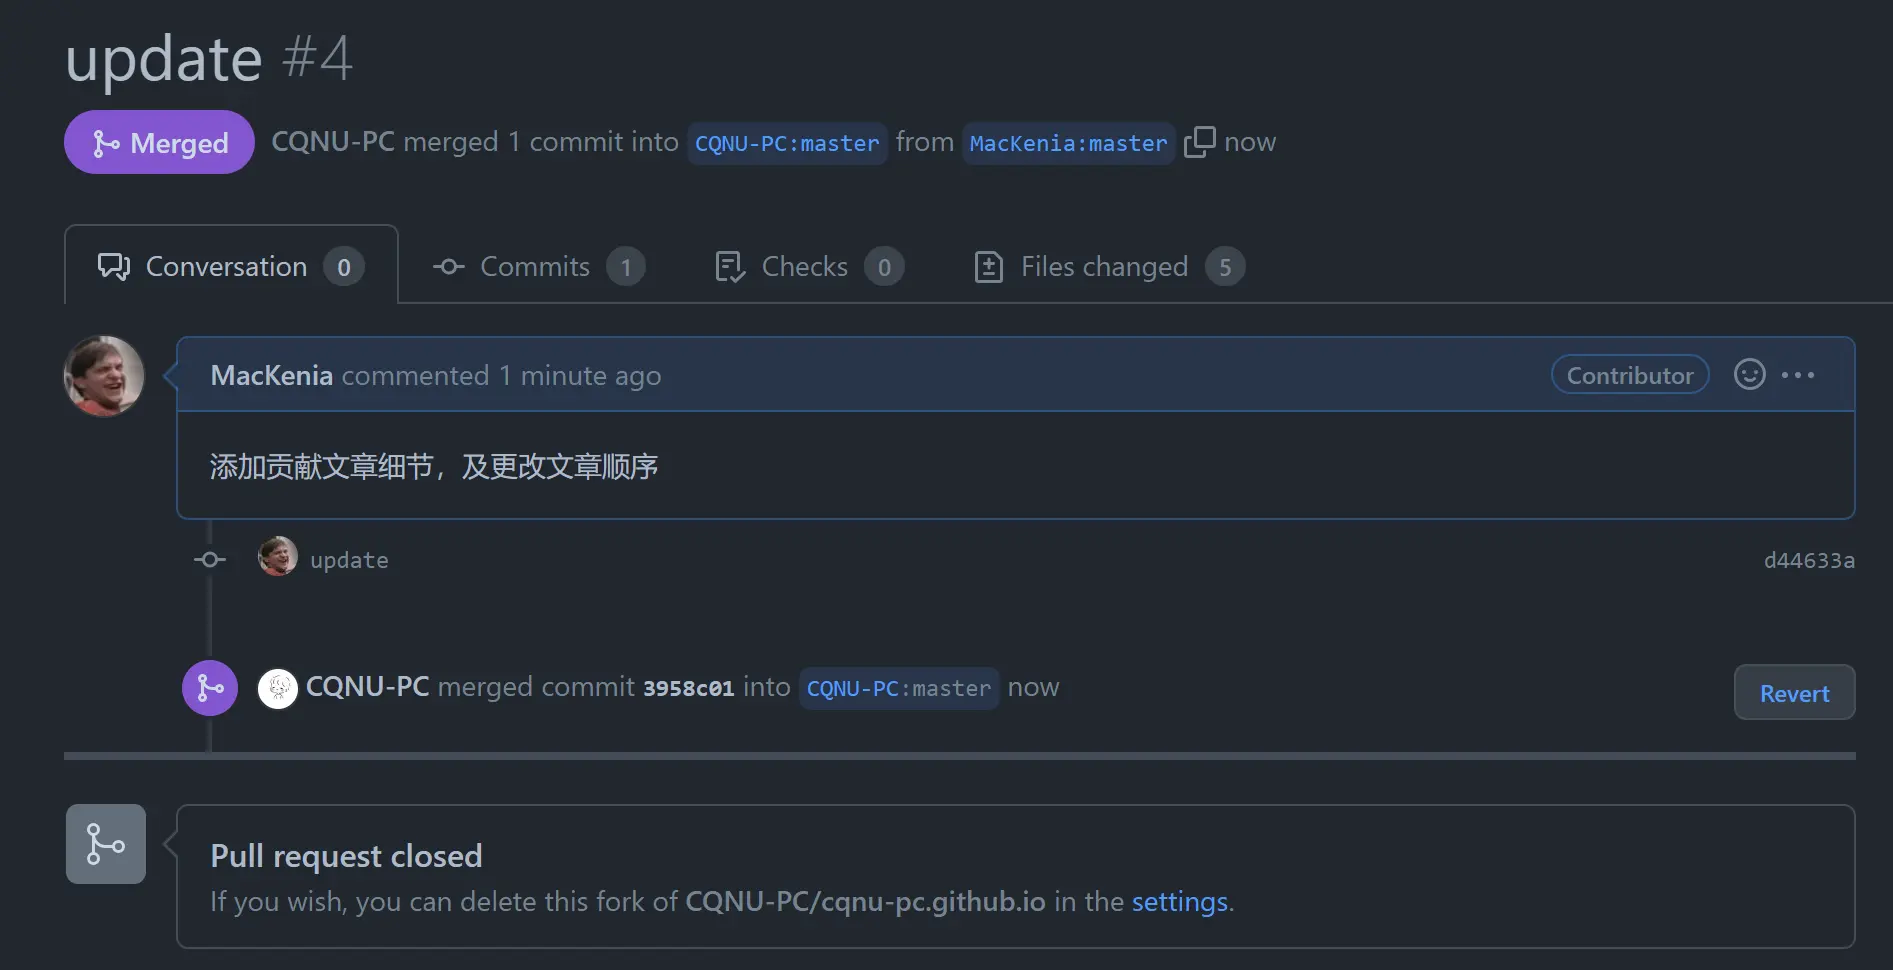 update #4
Merged CQNU-PC merged 1 commit into CQNU-PC:master from MacKenia:master now
Conversation 0 Commits 1 Checks 0 Files changed 5
MacKenia commented 1 minute ago Contributor
添加贡献文章细节，及更改文章顺序
update d44633a
CQNU-PC merged commit 3958c01 into CQNU-PC:master now Revert
Pull request closed
If you wish, you can delete this fork of CQNU-PC/cqnu-pc.github.io in the settings.